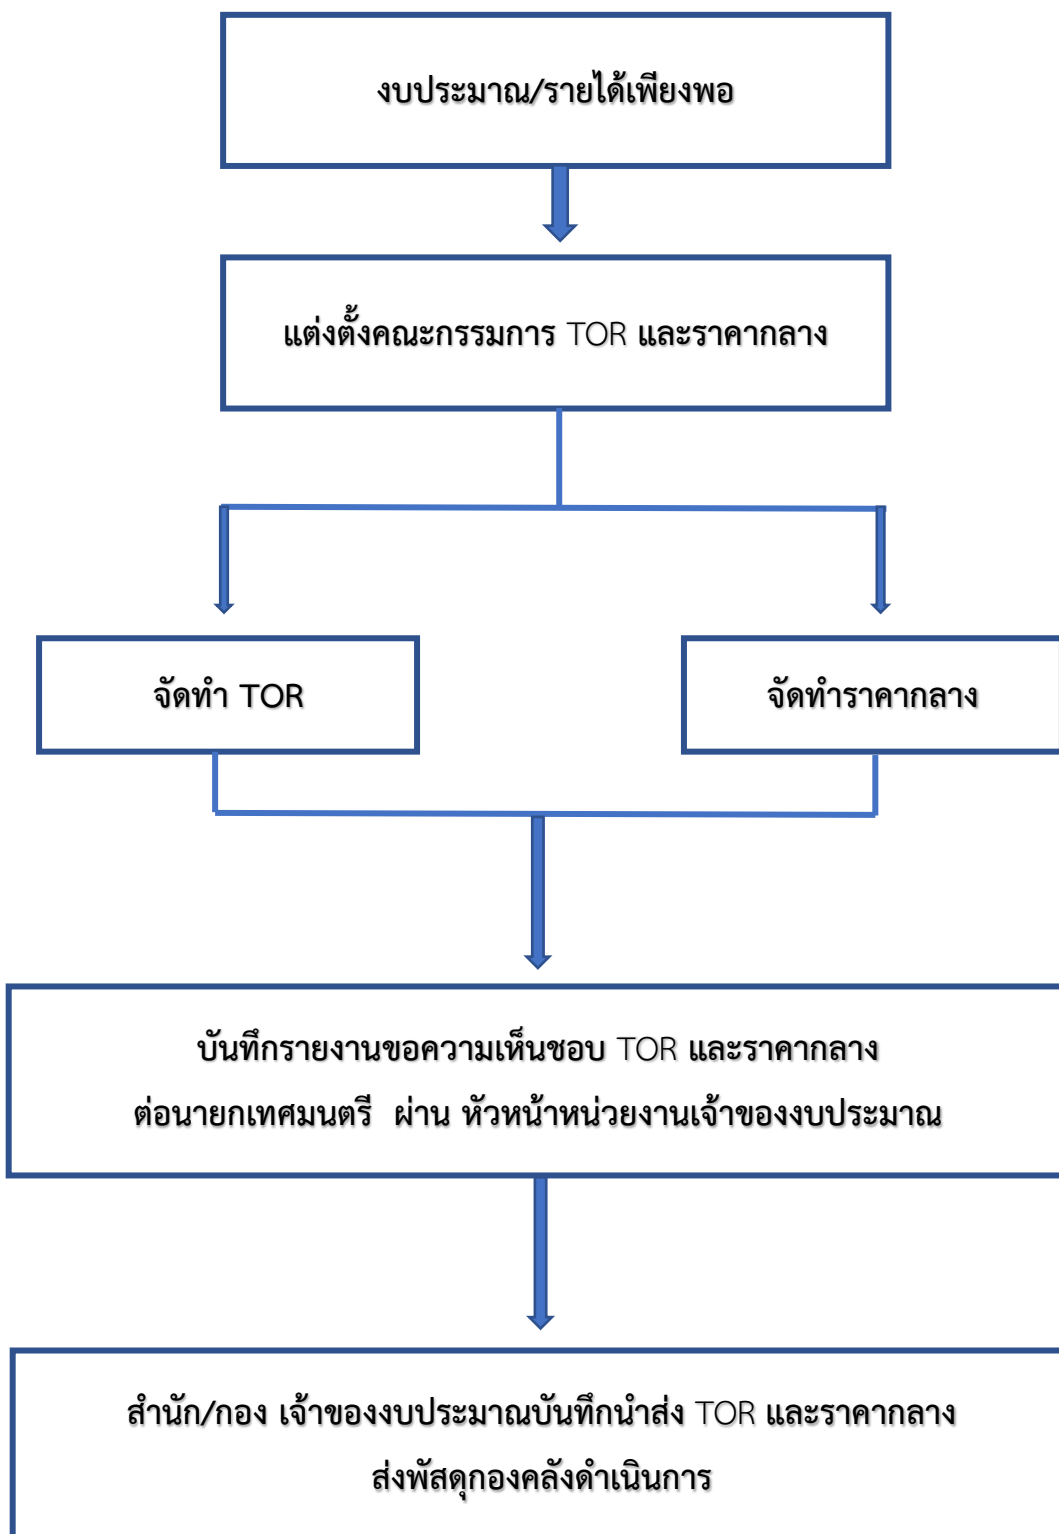 งบประมาณ/รายได้เพียงพอ
แต่งตั้งคณะกรรมการ TOR และราคากลาง
จัดทำ TOR
จัดทำราคากลาง
บันทึกรายงานขอความเห็นชอบ TOR และราคากลาง
ต่อนายกเทศมนตรี ผ่าน หัวหน้าหน่วยงานเจ้าของงบประมาณ
สำนัก/กอง เจ้าของงบประมาณบันทึกนำส่ง TOR และราคากลาง
ส่งพัสดุกองคลังดำเนินการ